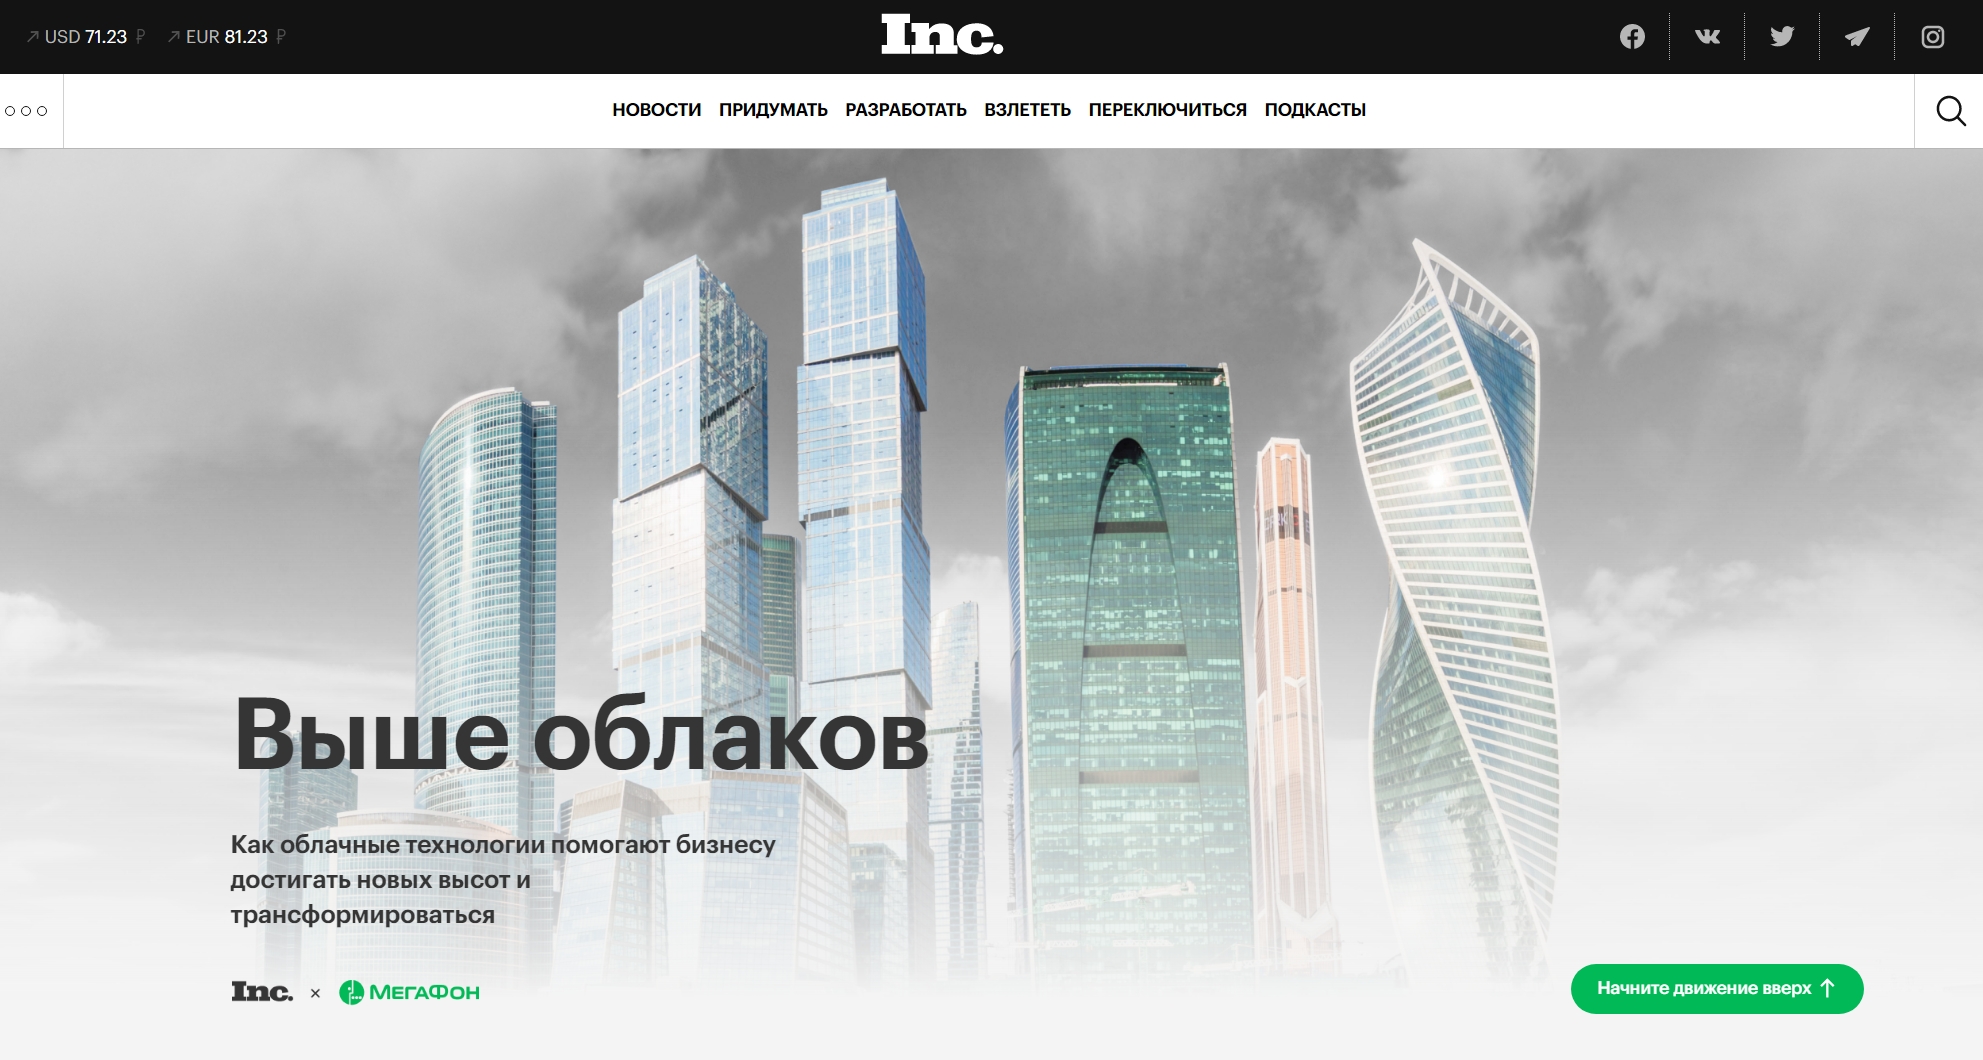 USD 71.23 ₽ EUR 81.23 ₽
Inc.
НОВОСТИ ПРИДУМАТЬ РАЗРАБОТАТЬ ВЗЛЕТЕТЬ ПЕРЕКЛЮЧИТЬСЯ ПОДКАСТЫ
Выше облаков
Как облачные технологии помогают бизнесу
достигать новых высот и
трансформироваться
Inc. × МЕГАФОН
Начните движение вверх ↑